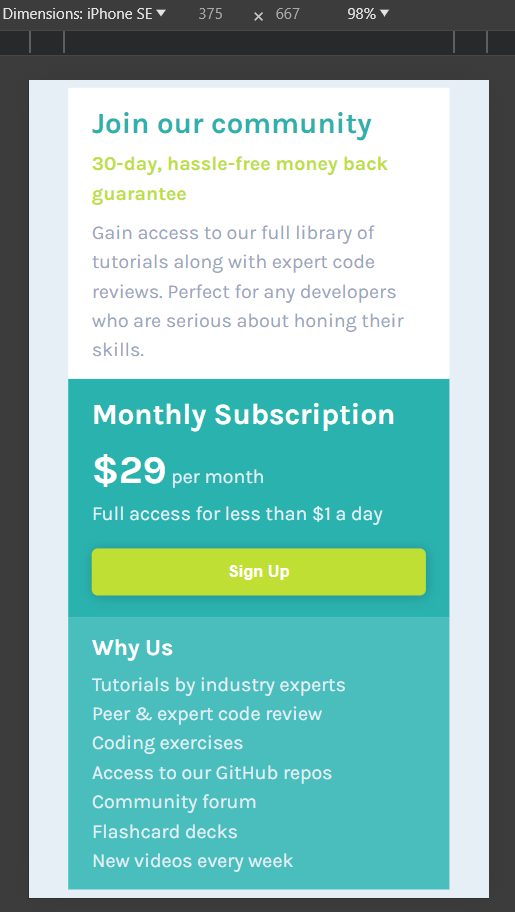 Dimensions: iPhone SE ▼ 375 × 667 98% ▼
Join our community
30-day, hassle-free money back
guarantee
Gain access to our full library of
tutorials along with expert code
reviews. Perfect for any developers
who are serious about honing their
skills.
Monthly Subscription
$29 per month
Full access for less than $1 a day
Sign Up
Why Us
Tutorials by industry experts
Peer & expert code review
Coding exercises
Access to our GitHub repos
Community forum
Flashcard decks
New videos every week